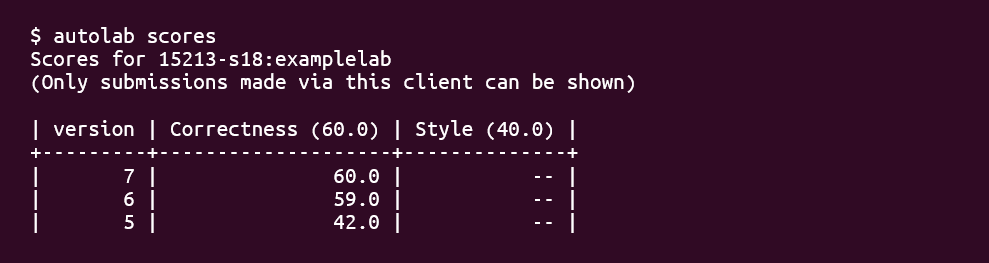 $ autolab scores
Scores for 15213-s18:examplelab
(Only submissions made via this client can be shown)

| version | Correctness (60.0) | Style (40.0) |
+---------+--------------------+--------------+
|       7 |               60.0 |           -- |
|       6 |               59.0 |           -- |
|       5 |               42.0 |           -- |